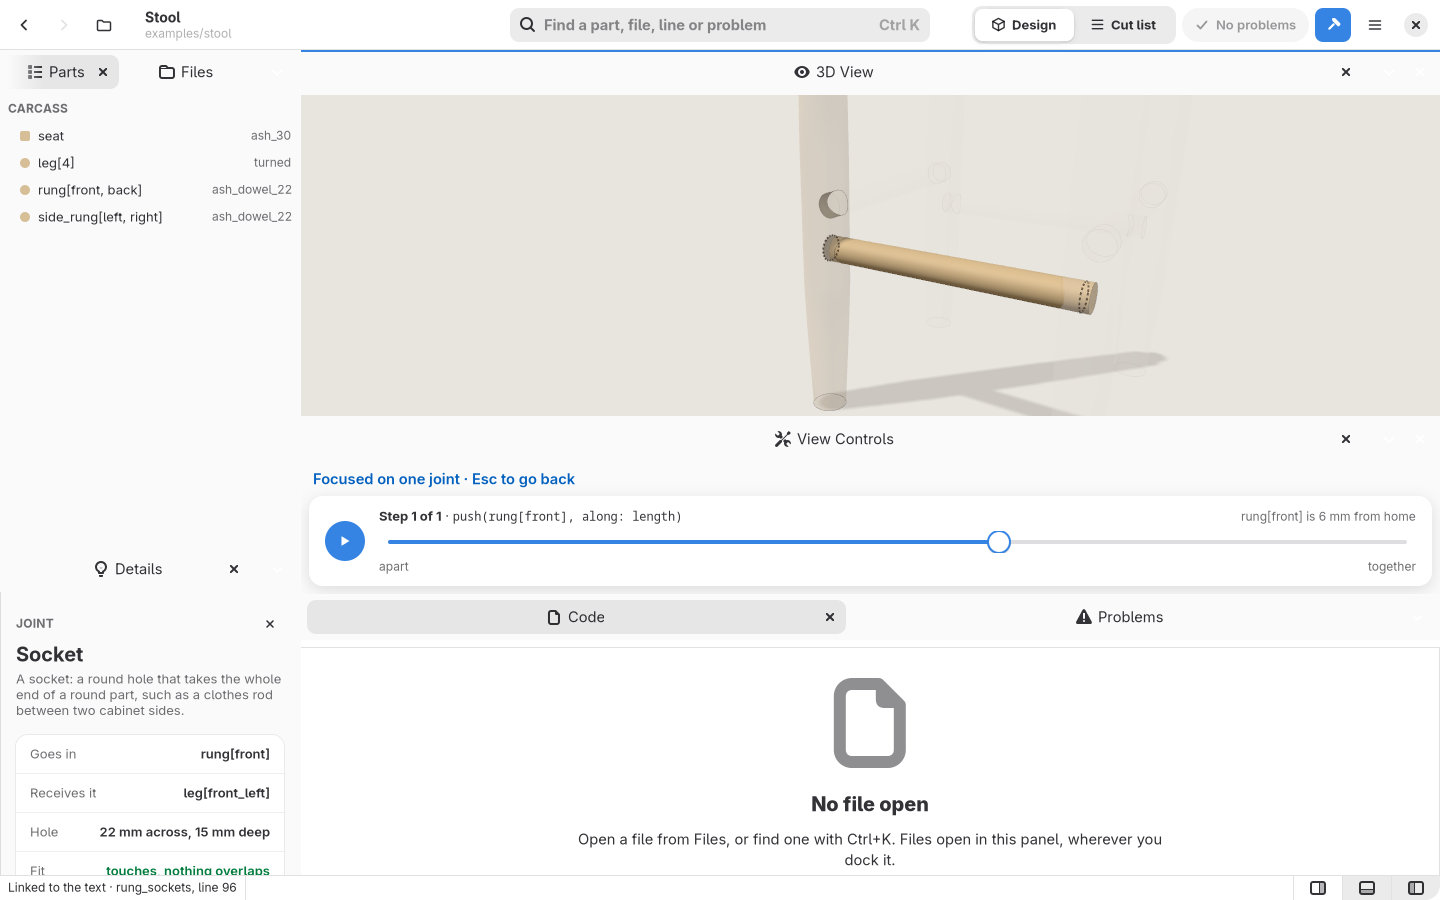 Stool
examples/stool
Find a part, file, line or problem
Ctrl K
Design
Cut list
No problems
Parts
Files
3D View
CARCASS
seat
ash_30
leg[4]
turned
rung[front, back]
ash_dowel_22
side_rung[left, right]
ash_dowel_22
View Controls
Focused on one joint · Esc to go back
Step 1 of 1 · push(rung[front], along: length)
rung[front] is 6 mm from home
apart
together
Details
Code
Problems
JOINT
Socket
A socket: a round hole that takes the whole
end of a round part, such as a clothes rod
between two cabinet sides.
Goes in
rung[front]
Receives it
leg[front_left]
Hole
22 mm across, 15 mm deep
Fit
touches, nothing overlaps
No file open
Open a file from Files, or find one with Ctrl+K. Files open in this panel, wherever you
dock it.
Linked to the text · rung_sockets, line 96